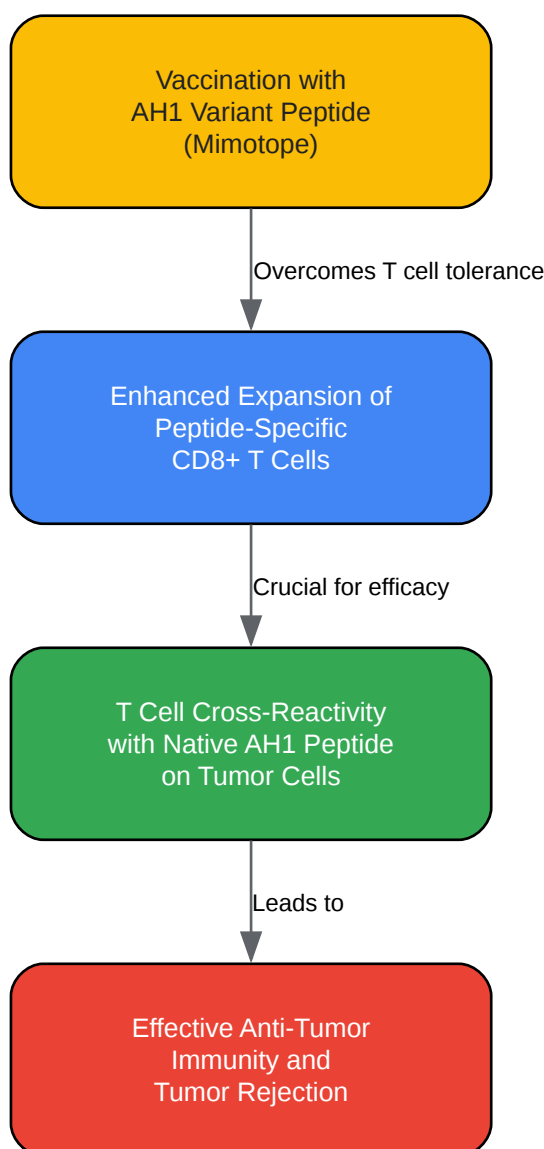 Vaccination with
AH1 Variant Peptide
(Mimotope)
Overcomes T cell tolerance
Enhanced Expansion of
Peptide-Specific
CD8+ T Cells
Crucial for efficacy
T Cell Cross-Reactivity
with Native AH1 Peptide
on Tumor Cells
Leads to
Effective Anti-Tumor
Immunity and
Tumor Rejection